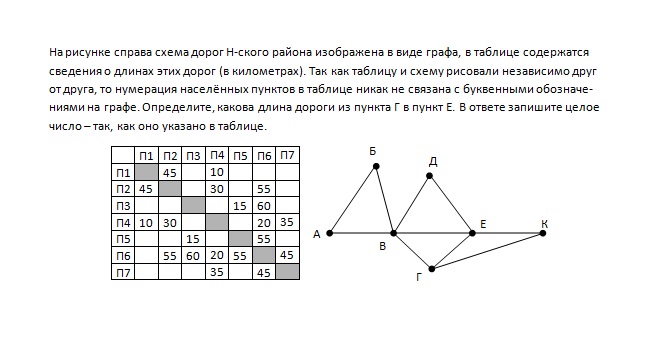 На рисунке справа схема дорог Н-ского района изображена в виде графа, в таблице содержатся
сведения о длинах этих дорог (в километрах). Так как таблицу и схему рисовали независимо друг
от друга, то нумерация населённых пунктов в таблице никак не связана с буквенными обозначе-
ниями на графе. Определите, какова длина дороги из пункта Г в пункт Е. В ответе запишите целое
число – так, как оно указано в таблице.
П1 П2 П3 П4 П5 П6 П7
П1 45 10
П2 45 30 55
П3 15 60
П4 10 30 20 35
П5 15 55
П6 55 60 20 55 45
П7 35 45
Б
Д
А
В
Е
К
Г